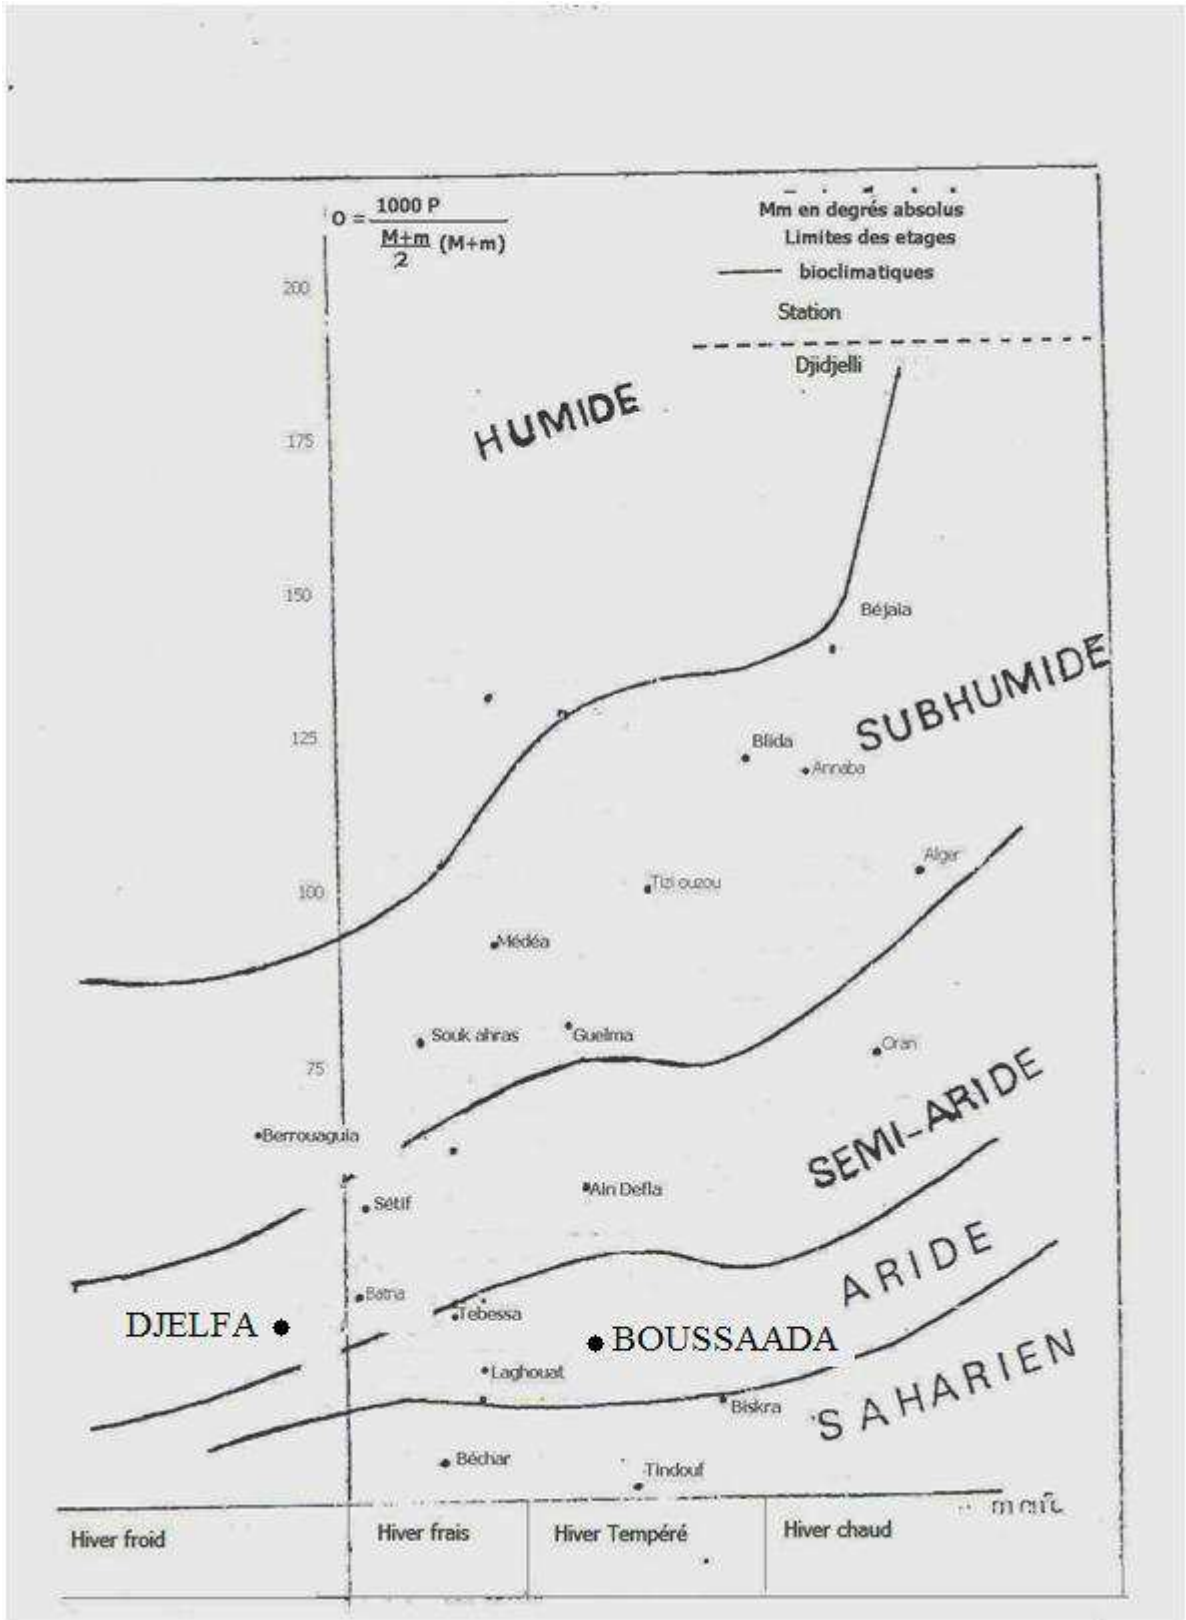 O = 1000 P
M+m (M+m)
2
Mm en degrés absolus
Limites des etages
bioclimatiques
Station
200
Djidjelli
HUMIDE
175
150
Béjaia
SUBHUMIDE
125
Blida
Annaba
Alger
100
Tizi ouzou
Médéa
Souk ahras
Guelma
Oran
75
SEMI-ARIDE
Berrouaguia
Ain Defla
Sétif
ARIDE
Batna
Tebessa
DJELFA
BOUSSAADA
SAHARIEN
Laghouat
Biskra
Béchar
Tindouf
Hiver froid
Hiver frais
Hiver Tempéré
Hiver chaud